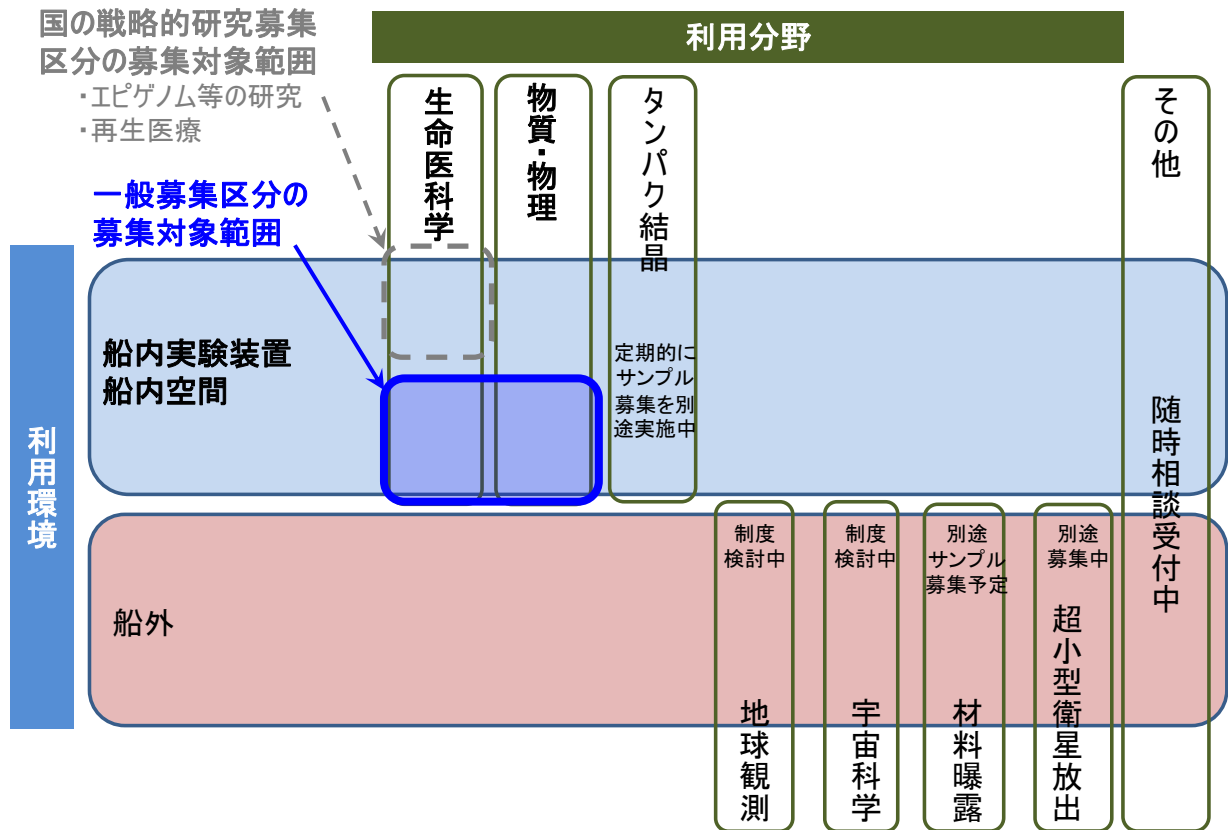 国の戦略的研究募集
区分の募集対象範囲
・エピゲノム等の研究
・再生医療
一般募集区分の
募集対象範囲
利用分野
生命医科学
物質・物理
タンパク結晶
その他
利用環境
船内実験装置
船内空間
定期的に
サンプル
募集を別
途実施中
随時相談受付中
船外
制度
検討中
地球観測
制度
検討中
宇宙科学
別途
サンプル
募集予定
材料曝露
別途
募集中
超小型衛星放出